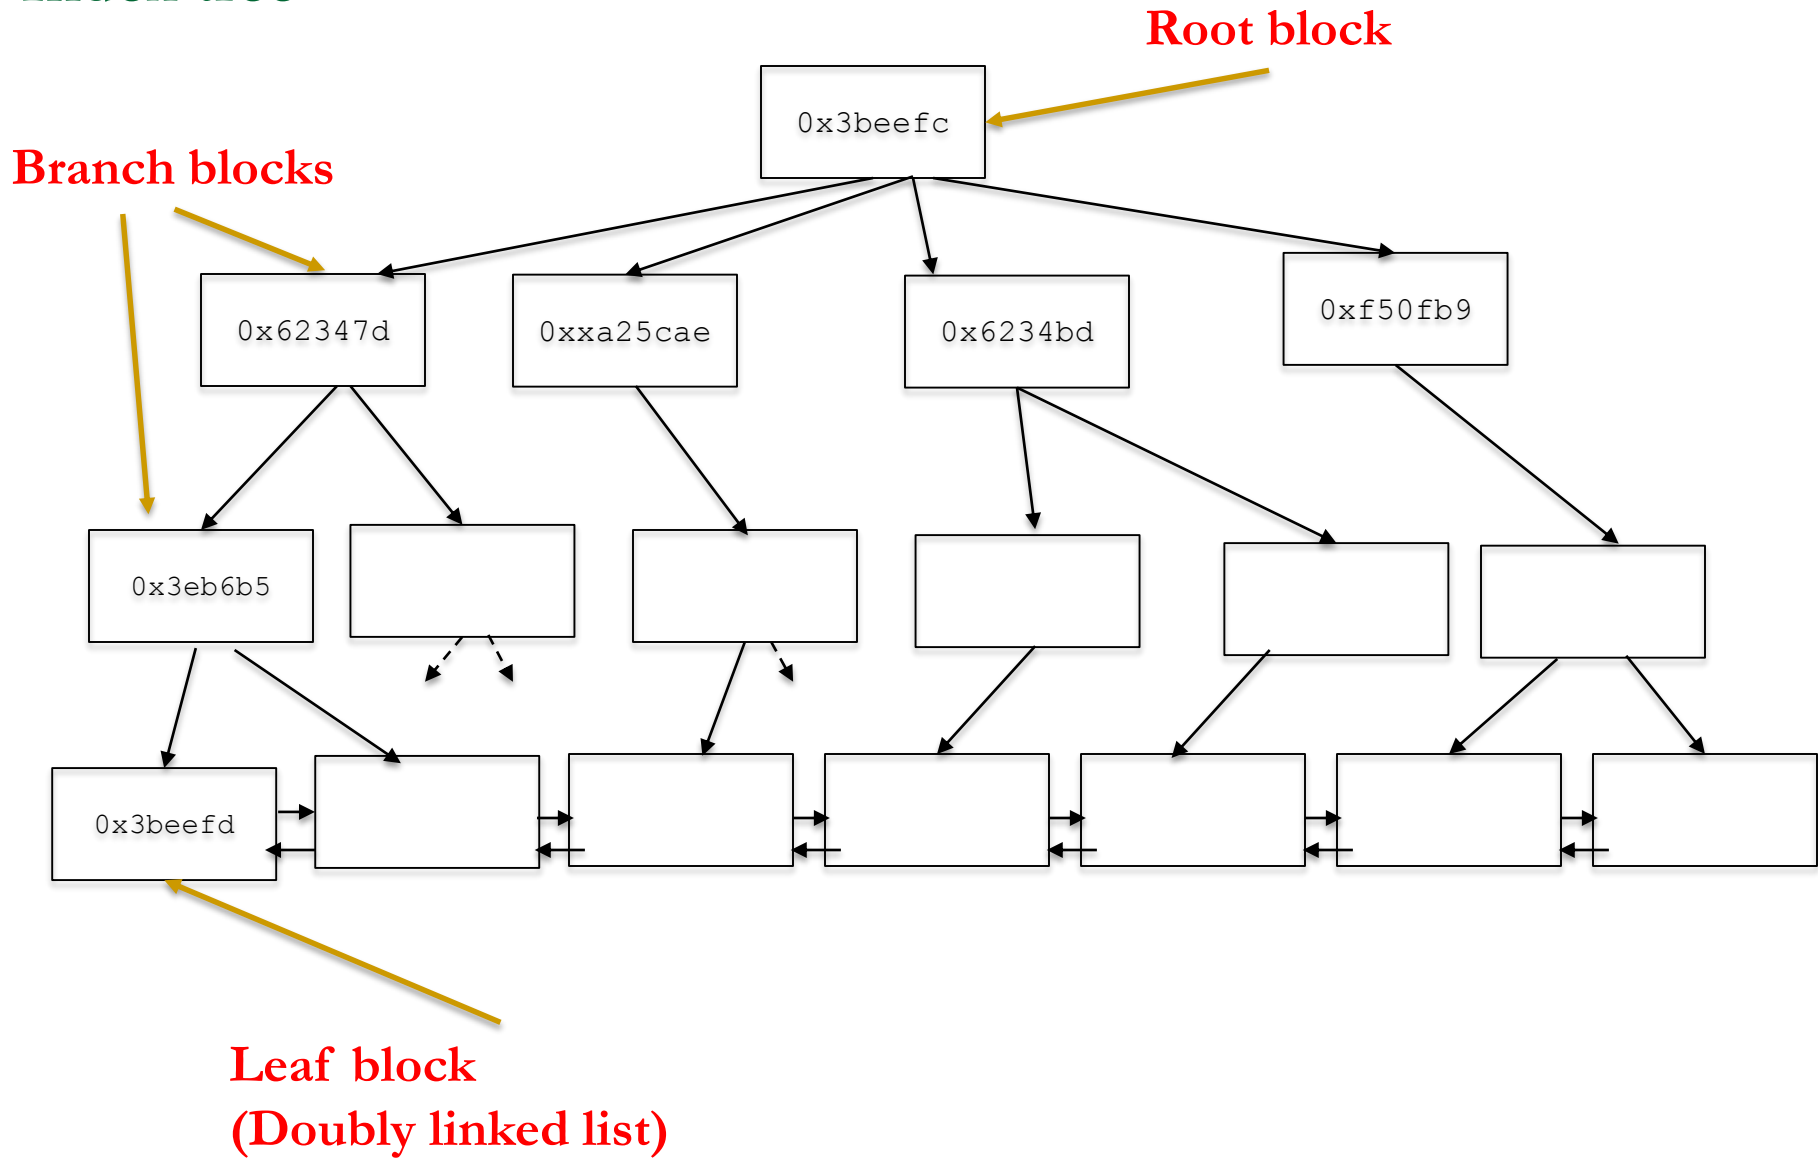 Root block
0x3beefc
Branch blocks
0x62347d
0xxa25cae
0x6234bd
0xf50fb9
0x3eb6b5
0x3beefd
Leaf block
(Doubly linked list)